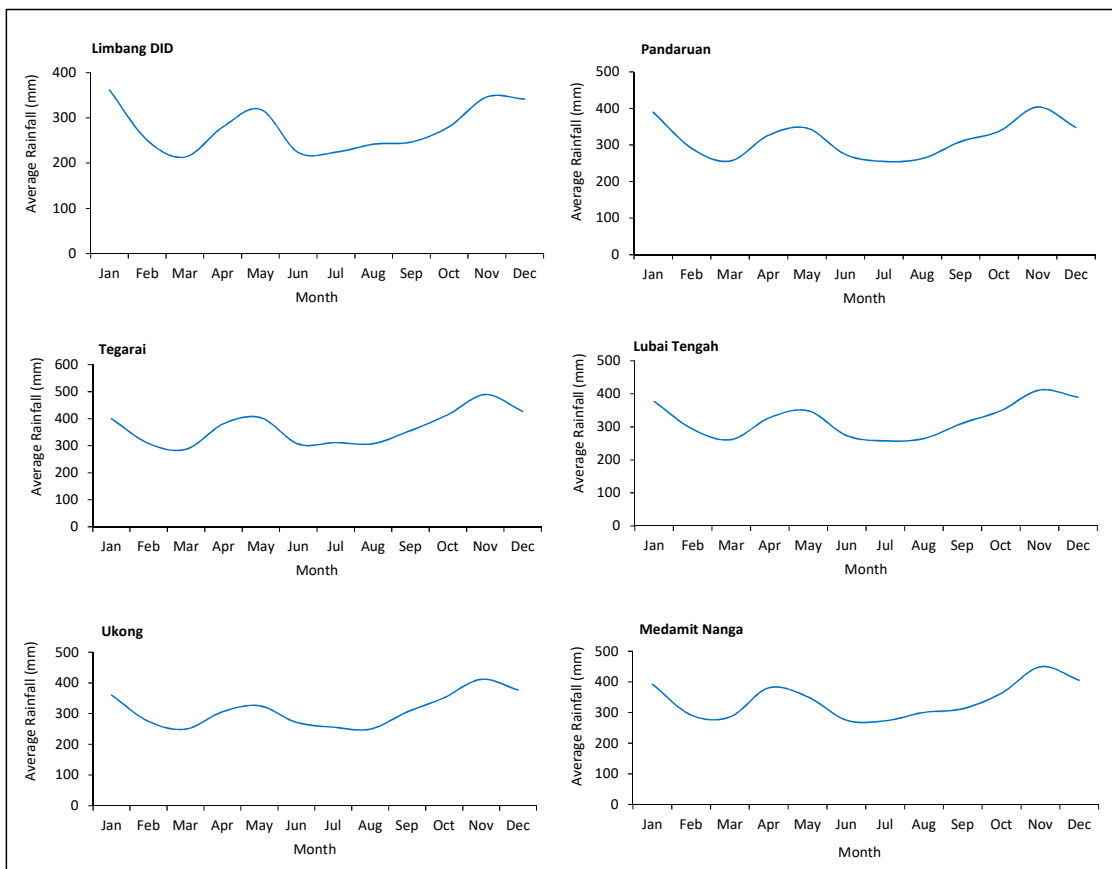 Limbang DID
Average Rainfall (mm)
400
300
200
100
0
Jan Feb Mar Apr May Jun Jul Aug Sep Oct Nov Dec
Month
Pandaruan
Average Rainfall (mm)
500
400
300
200
100
0
Jan Feb Mar Apr May Jun Jul Aug Sep Oct Nov Dec
Month
Tegarai
Average Rainfall (mm)
600
500
400
300
200
100
0
Jan Feb Mar Apr May Jun Jul Aug Sep Oct Nov Dec
Month
Lubai Tengah
Average Rainfall (mm)
500
400
300
200
100
0
Jan Feb Mar Apr May Jun Jul Aug Sep Oct Nov Dec
Month
Ukong
Average Rainfall (mm)
500
400
300
200
100
0
Jan Feb Mar Apr May Jun Jul Aug Sep Oct Nov Dec
Month
Medamit Nanga
Average Rainfall (mm)
500
400
300
200
100
0
Jan Feb Mar Apr May Jun Jul Aug Sep Oct Nov Dec
Month